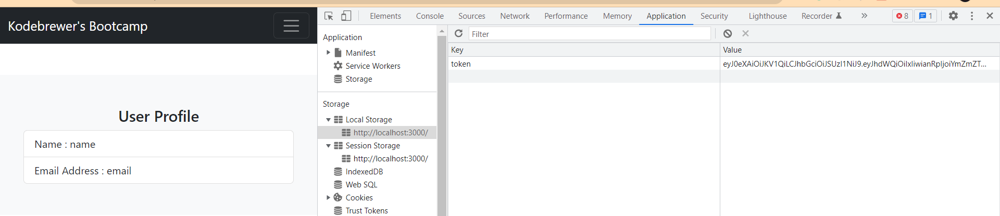 Kodebrewer's Bootcamp
User Profile
Name : name
Email Address : email
Elements Console Sources Network Performance Memory Application Security Lighthouse Recorder » 8 1
Application
Manifest
Service Workers
Storage
Storage
Local Storage
http://localhost:3000/
Session Storage
http://localhost:3000/
IndexedDB
Web SQL
Cookies
Trust Tokens
Filter
Key Value
token eyJ0eXAiOiJKV1QiLCJhbGciOiJSUzI1NiJ9.eyJhdWQiOiIxIiwianRpIjoiYmZmZT...